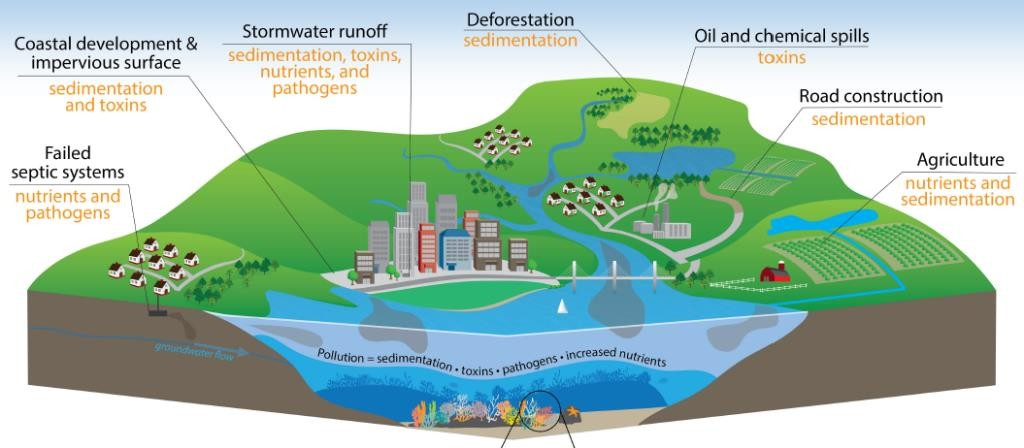 Coastal development &
impervious surface
sedimentation
and toxins
Stormwater runoff
sedimentation, toxins,
nutrients, and
pathogens
Deforestation
sedimentation
Oil and chemical spills
toxins
Road construction
sedimentation
Agriculture
nutrients and
sedimentation
Failed
septic systems
nutrients and
pathogens
groundwater flow
Pollution = sedimentation • toxins • pathogens • increased nutrients